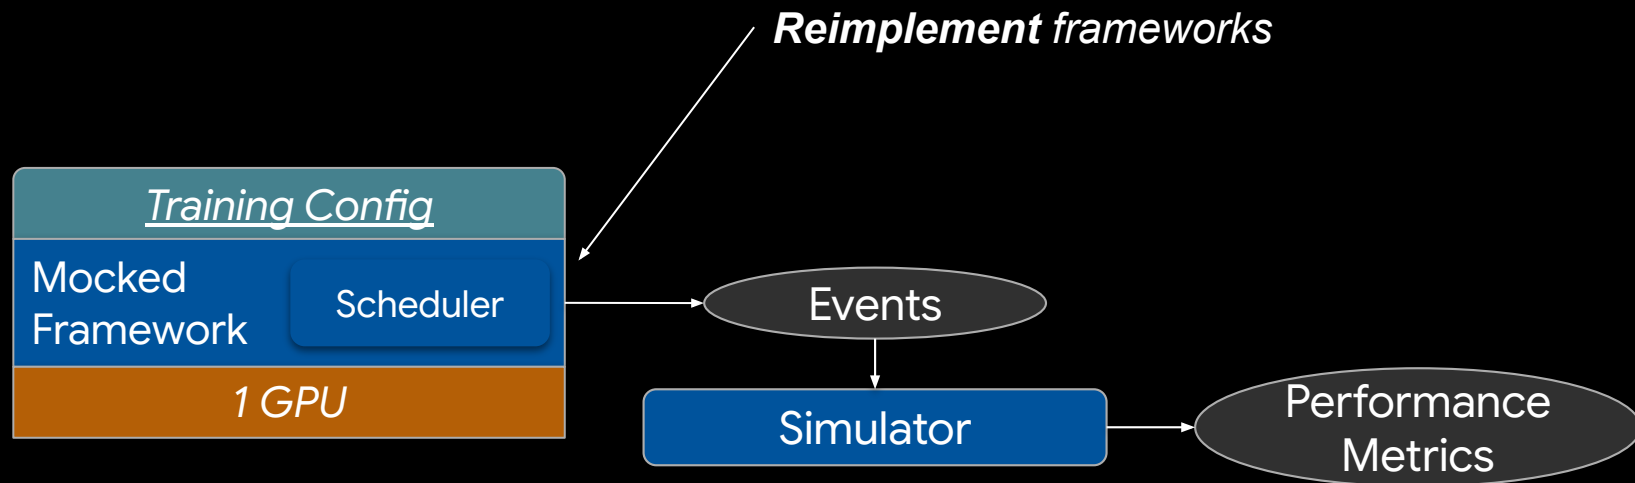 Reimplement frameworks
Training Config
Mocked
Framework
Scheduler
1 GPU
Events
Simulator
Performance
Metrics